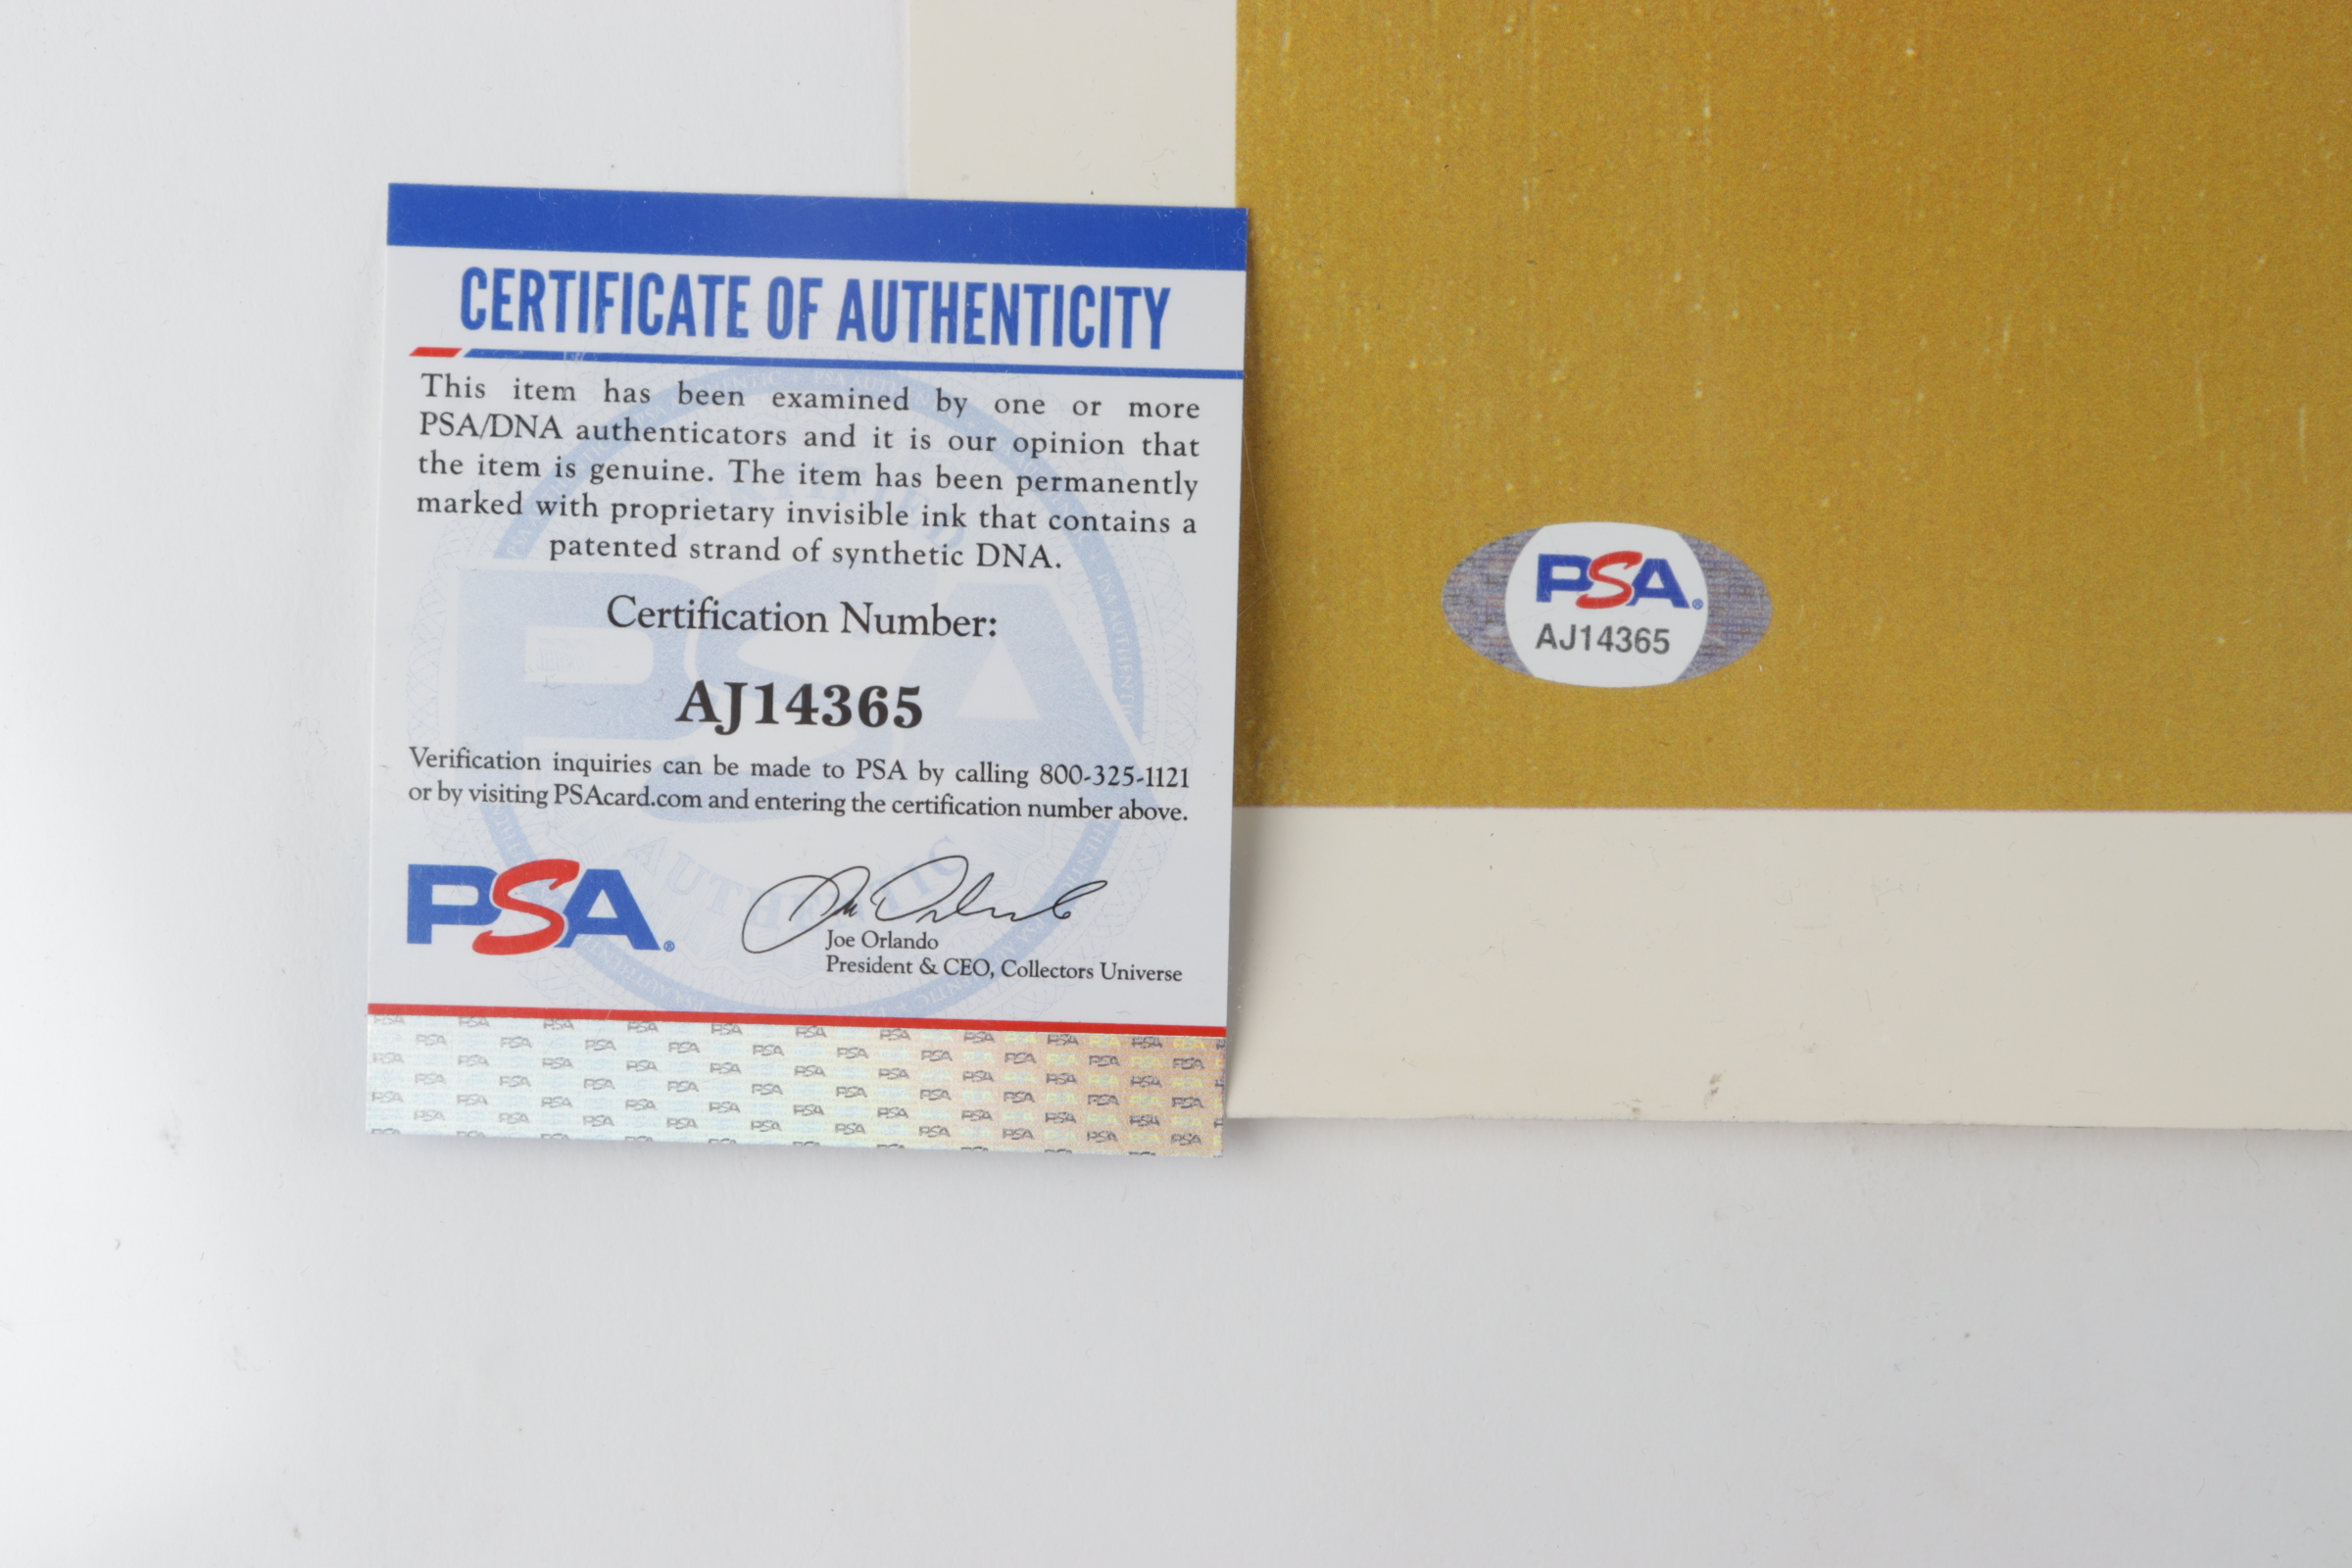 CERTIFICATE OF AUTHENTICITY
This item has been examined by one or more
PSA/DNA authenticators and it is our opinion that
the item is genuine. The item has been permanently
marked with proprietary invisible ink that contains a
patented strand of synthetic DNA.
Certification Number:
AJ14365
Verification inquiries can be made to PSA by calling 800-325-1121
or by visiting PSAcard.com and entering the certification number above.
PSA®
Joe Orlando
President & CEO, Collectors Universe
PSA®
AJ14365